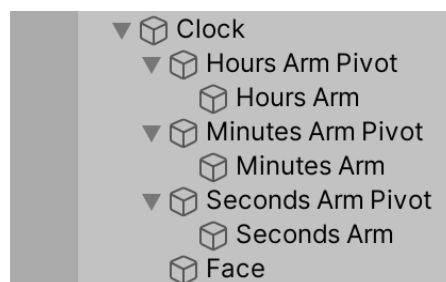 Clock
Hours Arm Pivot
Hours Arm
Minutes Arm Pivot
Minutes Arm
Seconds Arm Pivot
Seconds Arm
Face